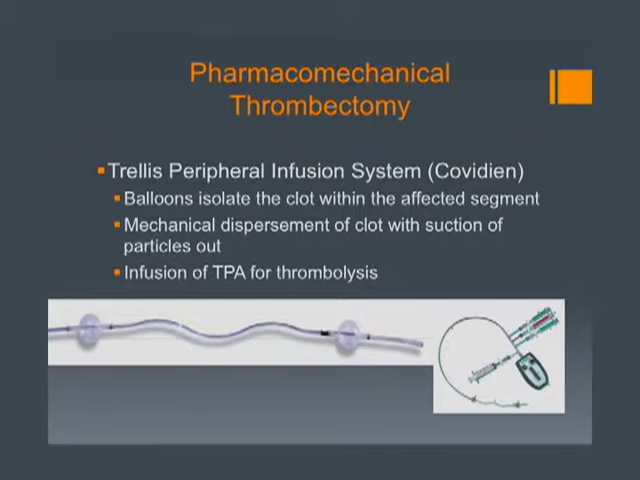 Pharmacomechanical
Thrombectomy
Trellis Peripheral Infusion System (Covidien)
Balloons isolate the clot within the affected segment
Mechanical dispersement of clot with suction of
particles out
Infusion of TPA for thrombolysis